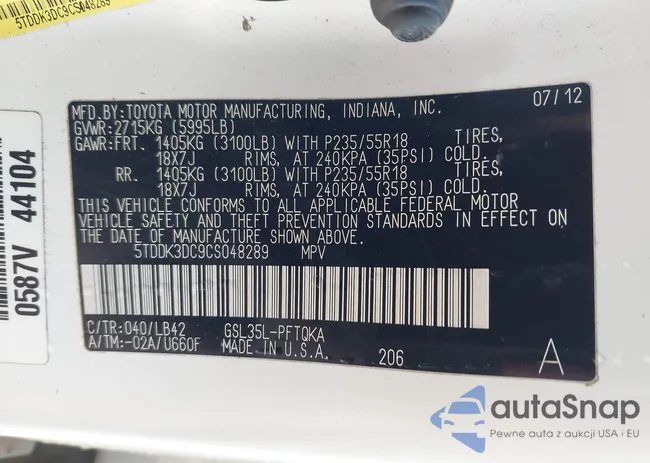 5TDDK3DC9CS048289
MFD.BY:TOYOTA MOTOR MANUFACTURING, INDIANA, INC. 07/12
GVWR:2715KG (5995LB)
GAWR:FRT. 1405KG (3100LB) WITH P235/55R18 TIRES,
18X7J RIMS, AT 240KPA (35PSI) COLD.
RR. 1405KG (3100LB) WITH P235/55R18 TIRES,
18X7J RIMS, AT 240KPA (35PSI) COLD.
THIS VEHICLE CONFORMS TO ALL APPLICABLE FEDERAL MOTOR
VEHICLE SAFETY AND THEFT PREVENTION STANDARDS IN EFFECT ON
THE DATE OF MANUFACTURE SHOWN ABOVE.
5TDDK3DC9CS048289 MPV
C/TR:040/LB42 GSL35L-PFTQKA
A/TM:-02A/U660F MADE IN U.S.A. 206 A
0587V 44104
autaSnap
Pewne auta z aukcji USA i EU